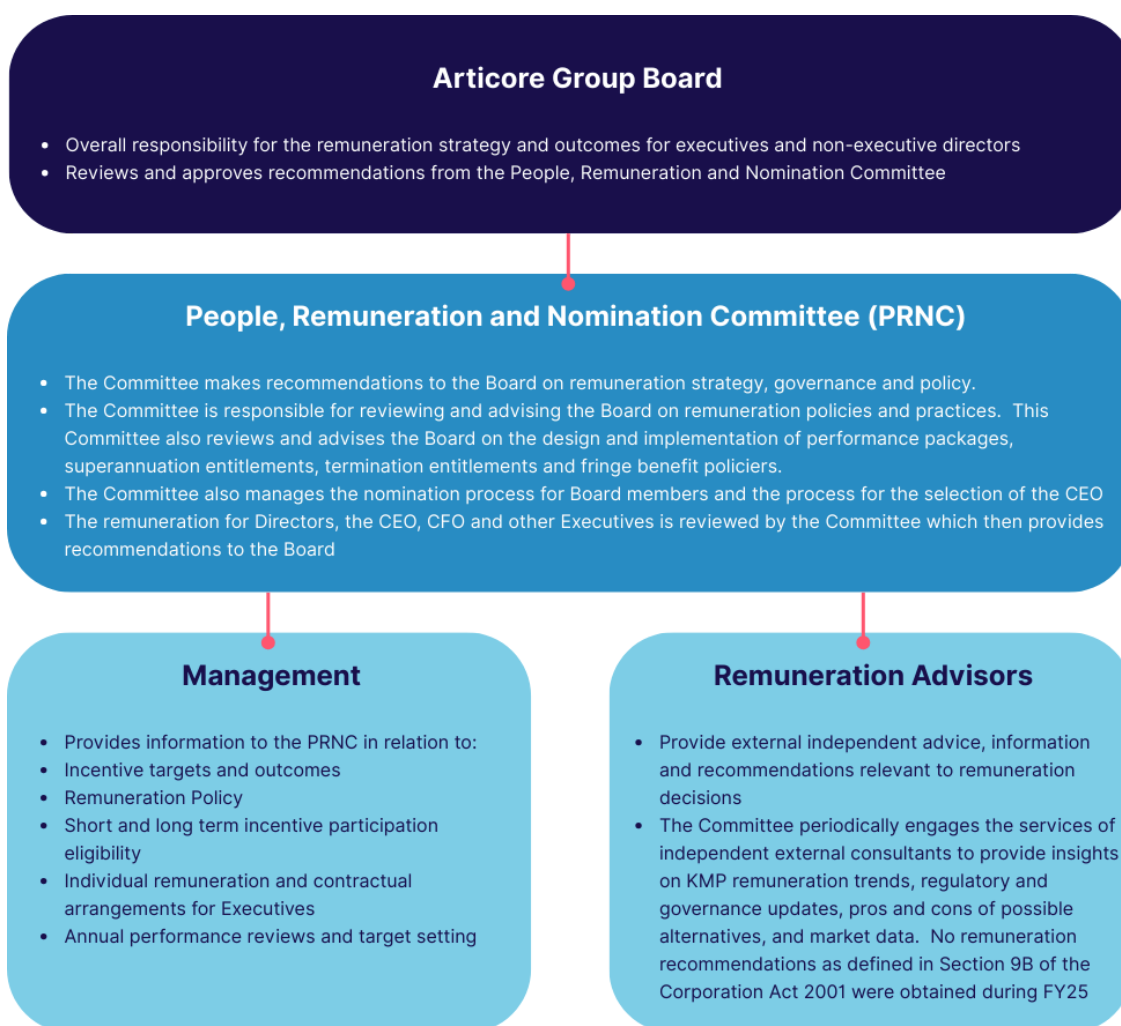 Articore Group Board
• Overall responsibility for the remuneration strategy and outcomes for executives and non-executive directors
• Reviews and approves recommendations from the People, Remuneration and Nomination Committee
People, Remuneration and Nomination Committee (PRNC)
• The Committee makes recommendations to the Board on remuneration strategy, governance and policy.
• The Committee is responsible for reviewing and advising the Board on remuneration policies and practices.  This
Committee also reviews and advises the Board on the design and implementation of performance packages,
superannuation entitlements, termination entitlements and fringe benefit policiers.
• The Committee also manages the nomination process for Board members and the process for the selection of the CEO
• The remuneration for Directors, the CEO, CFO and other Executives is reviewed by the Committee which then provides
recommendations to the Board
Management
• Provides information to the PRNC in relation to:
• Incentive targets and outcomes
• Remuneration Policy
• Short and long term incentive participation
eligibility
• Individual remuneration and contractual
arrangements for Executives
• Annual performance reviews and target setting
Remuneration Advisors
• Provide external independent advice, information
and recommendations relevant to remuneration
decisions
• The Committee periodically engages the services of
independent external consultants to provide insights
on KMP remuneration trends, regulatory and
governance updates, pros and cons of possible
alternatives, and market data.  No remuneration
recommendations as defined in Section 9B of the
Corporation Act 2001 were obtained during FY25